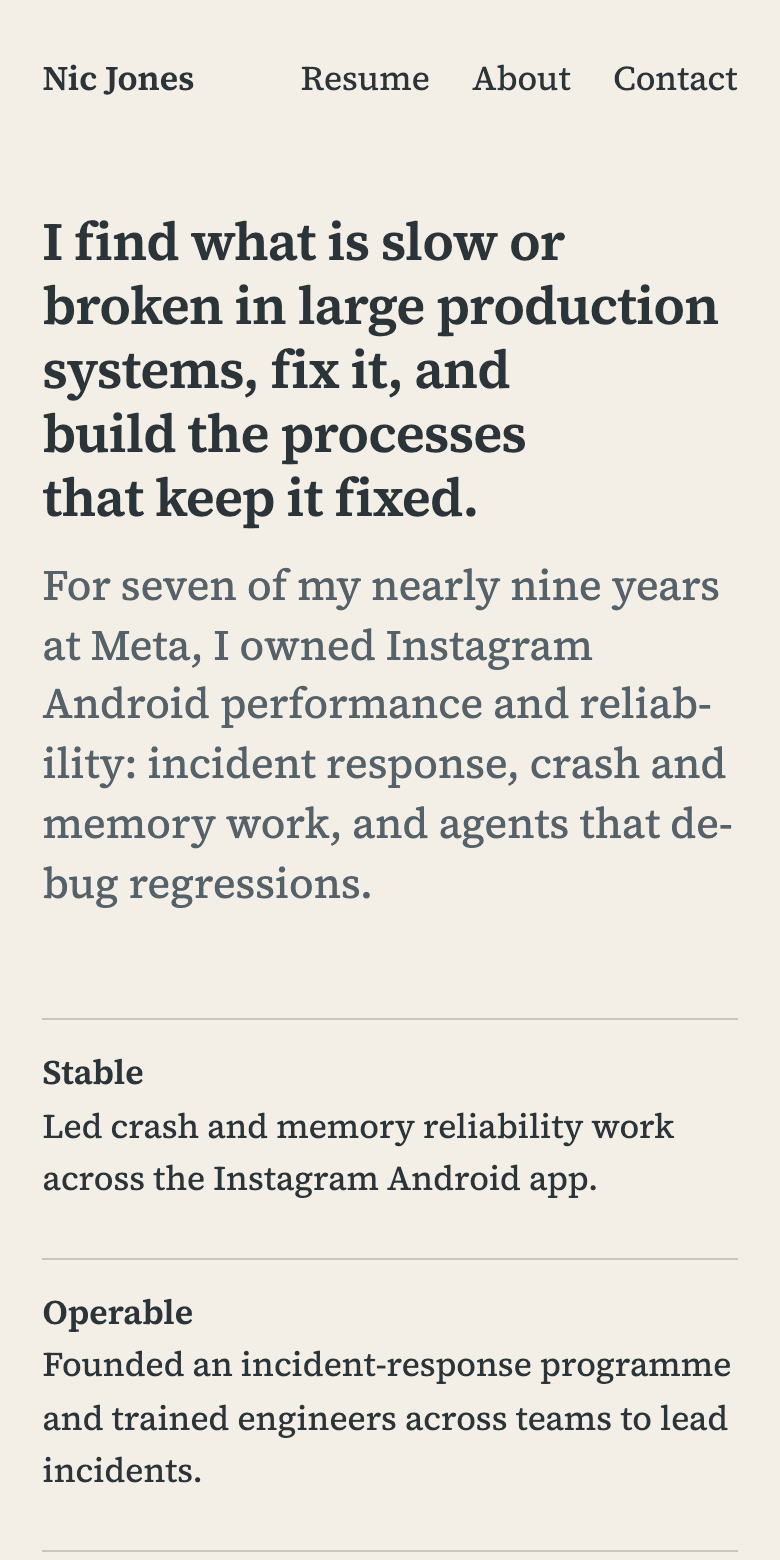 Nic Jones Resume About Contact
I find what is slow or
broken in large production
systems, fix it, and
build the processes
that keep it fixed.
For seven of my nearly nine years
at Meta, I owned Instagram
Android performance and reliab-
ility: incident response, crash and
memory work, and agents that de-
bug regressions.
Stable
Led crash and memory reliability work
across the Instagram Android app.
Operable
Founded an incident-response programme
and trained engineers across teams to lead
incidents.